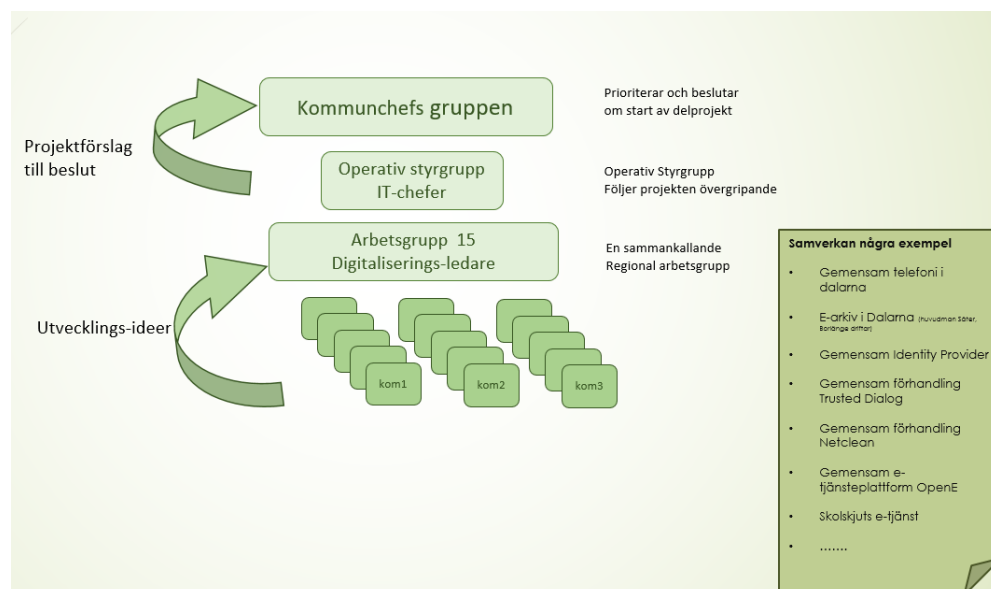 Kommunchefs gruppen
Prioriterar och beslutar
om start av delprojekt
Projektförslag
till beslut
Operativ styrgrupp
IT-chefer
Operativ Styrgrupp
Följer projekten övergripande
Arbetsgrupp 15
Digitaliserings-ledare
En sammankallande
Regional arbetsgrupp
Utvecklings-ideer
kom1
kom2
kom3
Samverkan några exempel
• Gemensam telefoni i
dalarna
• E-arkiv i Dalarna (huvudman Säter,
Borlänge driftar)
• Gemensam Identity Provider
• Gemensam förhandling
Trusted Dialog
• Gemensam förhandling
Netclean
• Gemensam e-
tjänsteplattform OpenE
• Skolskjuts e-tjänst
• .......